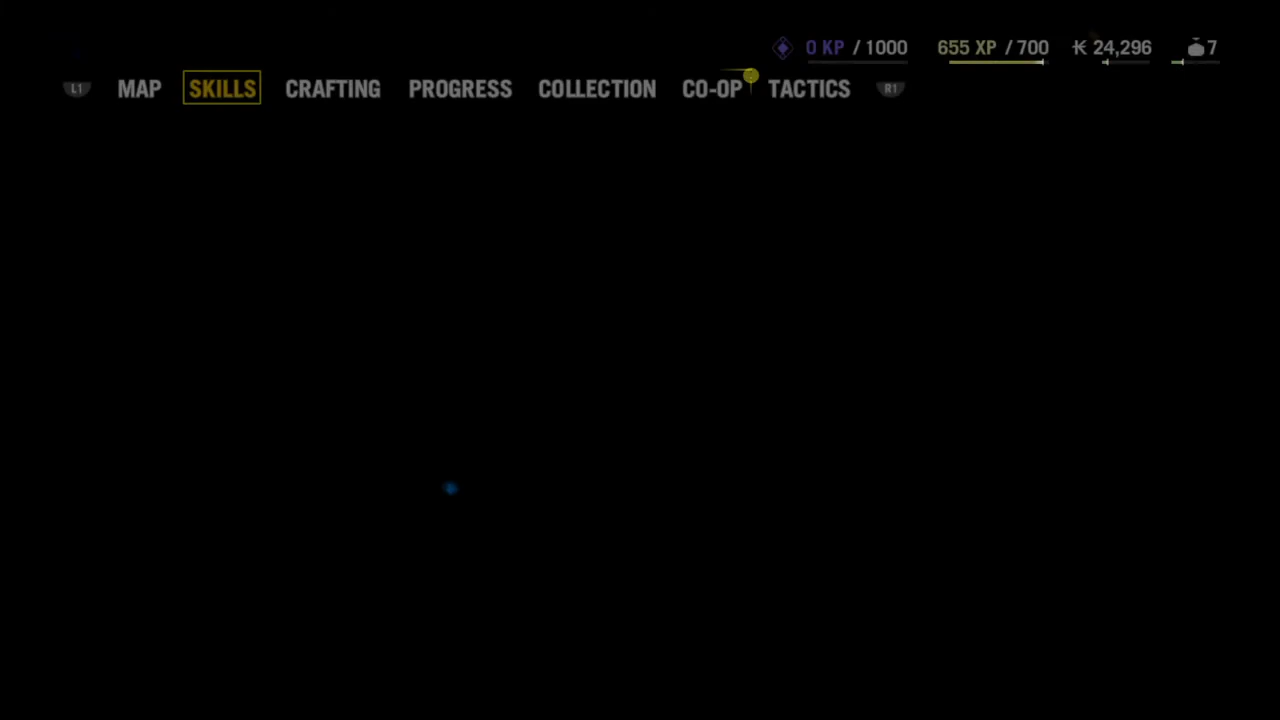 0 KP / 1000 655 XP / 700 24,296 7
L1 MAP SKILLS CRAFTING PROGRESS COLLECTION CO-OP TACTICS R1